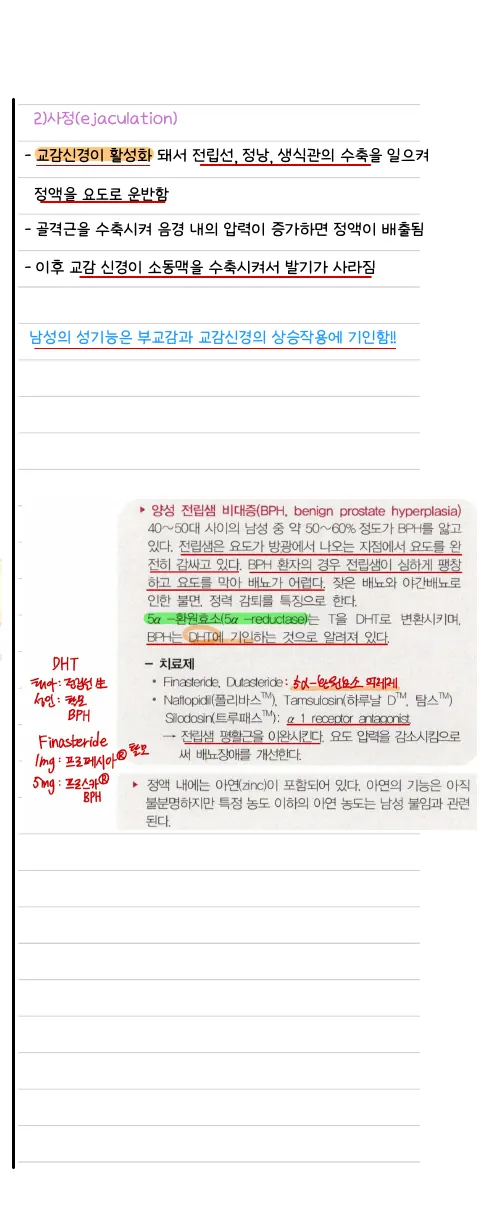 2)사정(ejaculation)
- 교감신경이 활성화 돼서 전립선, 정낭, 생식관의 수축을 일으켜
정액을 요도로 운반함
- 골격근을 수축시켜 음경 내의 압력이 증가하면 정액이 배출됨
- 이후 교감 신경이 소동맥을 수축시켜서 발기가 사라짐
남성의 성기능은 부교감과 교감신경의 상승작용에 기인함!!
▶ 양성 전립샘 비대증(BPH, benign prostate hyperplasia)
40~50대 사이의 남성 중 약 50~60% 정도가 BPH를 앓고
있다. 전립샘은 요도가 방광에서 나오는 지점에서 요도를 완
전히 감싸고 있다. BPH 환자의 경우 전립샘이 심하게 팽창
하고 요도를 막아 배뇨가 어렵다. 잦은 배뇨와 야간배뇨로
인한 불면, 정력 감퇴를 특징으로 한다.
5α-환원효소(5α-reductase)는 T을 DHT로 변환시키며,
BPH는 DHT에 기인하는 것으로 알려져 있다.
- 치료제
• Finasteride, Dutasteride : 5α-환원효소 억제제
• Naftopidil(폴리바스™), Tamsulosin(하루날 D™, 탐스™)
Silodosin(트루패스™): α1 receptor antagonist
→ 전립샘 평활근을 이완시킨다. 요도 압력을 감소시킴으로
써 배뇨장애를 개선한다.
DHT
태아 : 전립선 生
성인 : 탈모
BPH
Finasteride
1mg : 프로페시아® 탈모
5mg : 프로스카®
BPH
▶ 정액 내에는 아연(zinc)이 포함되어 있다. 아연의 기능은 아직
불분명하지만 특정 농도 이하의 아연 농도는 남성 불임과 관련
된다.